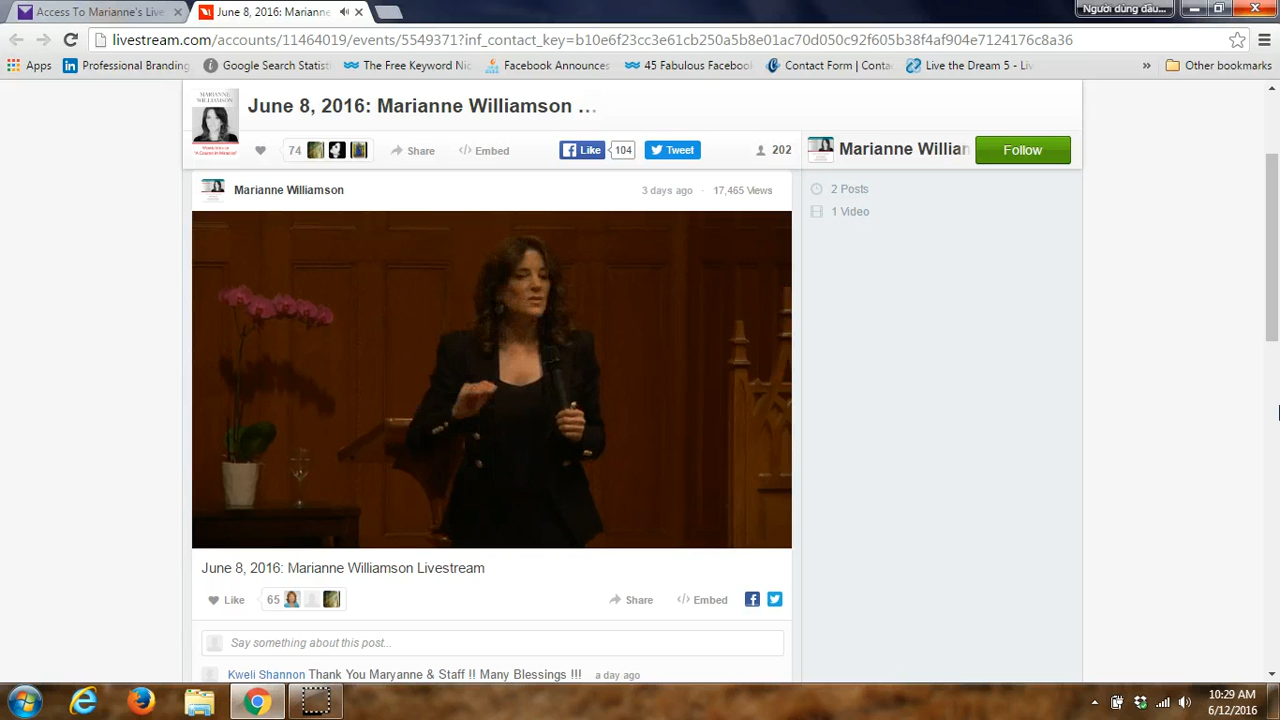 Access To Marianne's Live
June 8, 2016: Marianne
Người dùng đầu...
livestream.com/accounts/11464019/events/5549371?inf_contact_key=b10e6f23cc3e61cb250a5b8e01ac70d050c92f605b38f4af904e7124176c8a36
Apps
Professional Branding
Google Search Statisti
The Free Keyword Nic
Facebook Announces
45 Fabulous Facebool
Contact Form | Conta
Live the Dream 5 - Liv
»
Other bookmarks
MARIANNE
WILLIAMSON
June 8, 2016: Marianne Williamson ...
74
Share
</> Embed
Like
104
Tweet
202
Marianne Willian
Follow
Marianne Williamson
3 days ago · 17,465 Views
2 Posts
1 Video
June 8, 2016: Marianne Williamson Livestream
Like
65
Share
</> Embed
Say something about this post...
Kweli Shannon Thank You Maryanne & Staff !! Many Blessings !!! a day ago
10:29 AM
6/12/2016